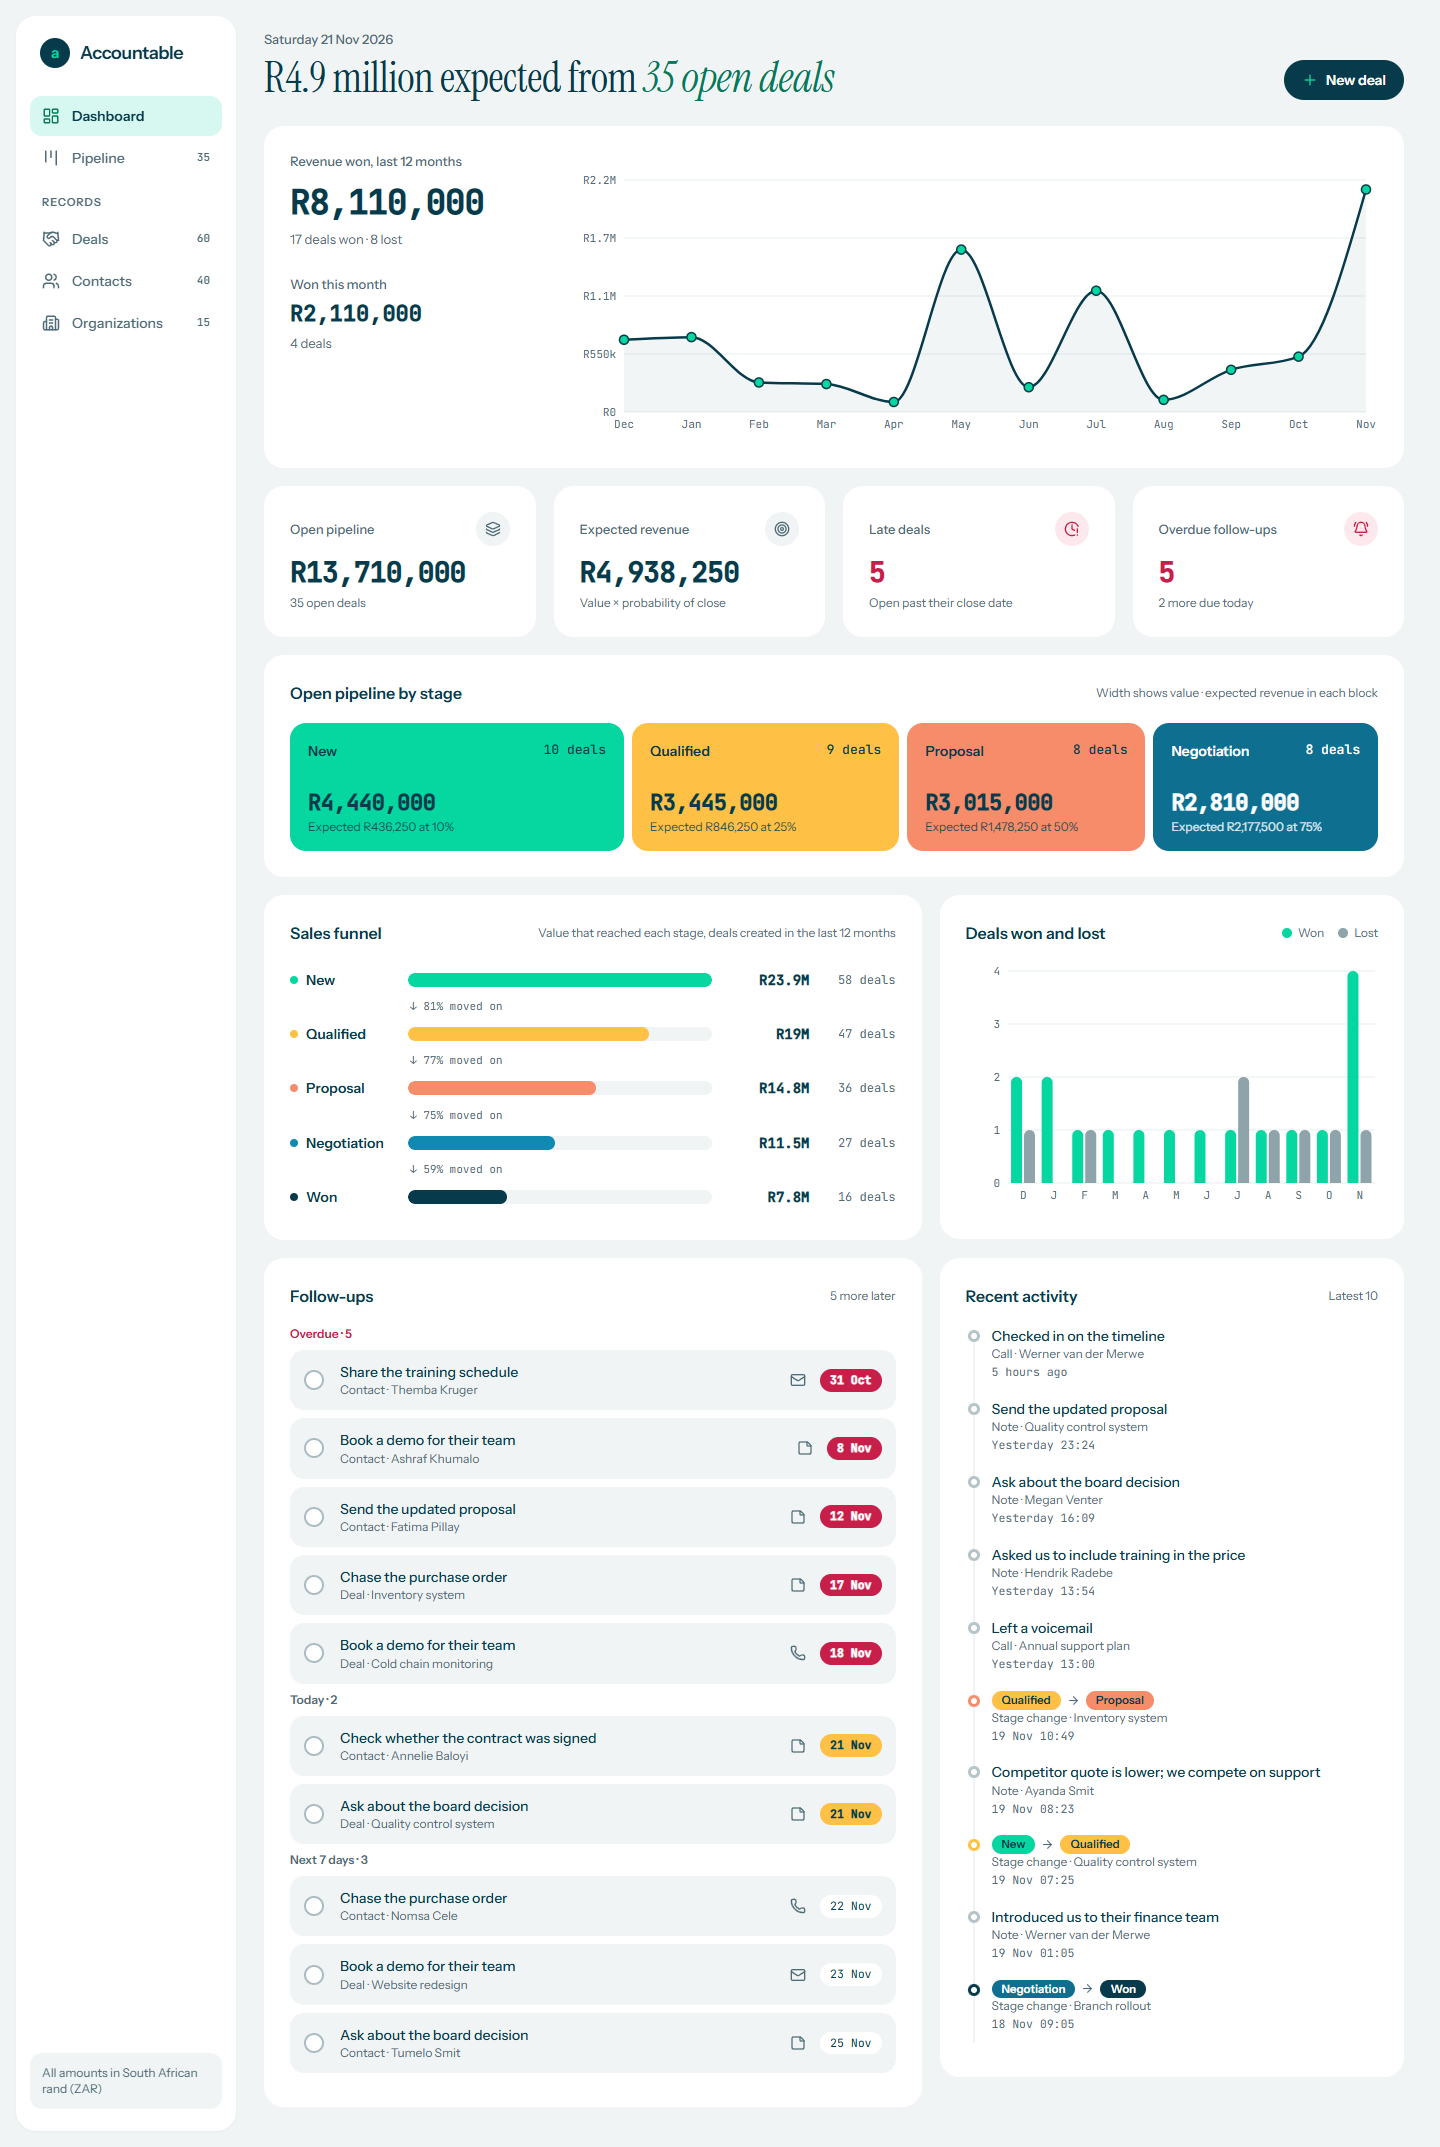 a Accountable
Dashboard
Pipeline 35
RECORDS
Deals 60
Contacts 40
Organizations 15
All amounts in South African
rand (ZAR)
Saturday 21 Nov 2026
R4.9 million expected from 35 open deals
+ New deal
Revenue won, last 12 months
R8,110,000
17 deals won · 8 lost
Won this month
R2,110,000
4 deals
R2.2M
R1.7M
R1.1M
R550k
R0
Dec Jan Feb Mar Apr May Jun Jul Aug Sep Oct Nov
Open pipeline
R13,710,000
35 open deals
Expected revenue
R4,938,250
Value × probability of close
Late deals
5
Open past their close date
Overdue follow-ups
5
2 more due today
Open pipeline by stage
Width shows value · expected revenue in each block
New 10 deals
R4,440,000
Expected R436,250 at 10%
Qualified 9 deals
R3,445,000
Expected R846,250 at 25%
Proposal 8 deals
R3,015,000
Expected R1,478,250 at 50%
Negotiation 8 deals
R2,810,000
Expected R2,177,500 at 75%
Sales funnel
Value that reached each stage, deals created in the last 12 months
New R23.9M 58 deals
↓ 81% moved on
Qualified R19M 47 deals
↓ 77% moved on
Proposal R14.8M 36 deals
↓ 75% moved on
Negotiation R11.5M 27 deals
↓ 59% moved on
Won R7.8M 16 deals
Deals won and lost
Won Lost
4
3
2
1
0
D J F M A M J J A S O N
Follow-ups
5 more later
Overdue · 5
Share the training schedule
Contact · Themba Kruger
31 Oct
Book a demo for their team
Contact · Ashraf Khumalo
8 Nov
Send the updated proposal
Contact · Fatima Pillay
12 Nov
Chase the purchase order
Deal · Inventory system
17 Nov
Book a demo for their team
Deal · Cold chain monitoring
18 Nov
Today · 2
Check whether the contract was signed
Contact · Annelie Baloyi
21 Nov
Ask about the board decision
Deal · Quality control system
21 Nov
Next 7 days · 3
Chase the purchase order
Contact · Nomsa Cele
22 Nov
Book a demo for their team
Deal · Website redesign
23 Nov
Ask about the board decision
Contact · Tumelo Smit
25 Nov
Recent activity
Latest 10
Checked in on the timeline
Call · Werner van der Merwe
5 hours ago
Send the updated proposal
Note · Quality control system
Yesterday 23:24
Ask about the board decision
Note · Megan Venter
Yesterday 16:09
Asked us to include training in the price
Note · Hendrik Radebe
Yesterday 13:54
Left a voicemail
Call · Annual support plan
Yesterday 13:00
Qualified → Proposal
Stage change · Inventory system
19 Nov 10:49
Competitor quote is lower; we compete on support
Note · Ayanda Smit
19 Nov 08:23
New → Qualified
Stage change · Quality control system
19 Nov 07:25
Introduced us to their finance team
Note · Werner van der Merwe
19 Nov 01:05
Negotiation → Won
Stage change · Branch rollout
18 Nov 09:05